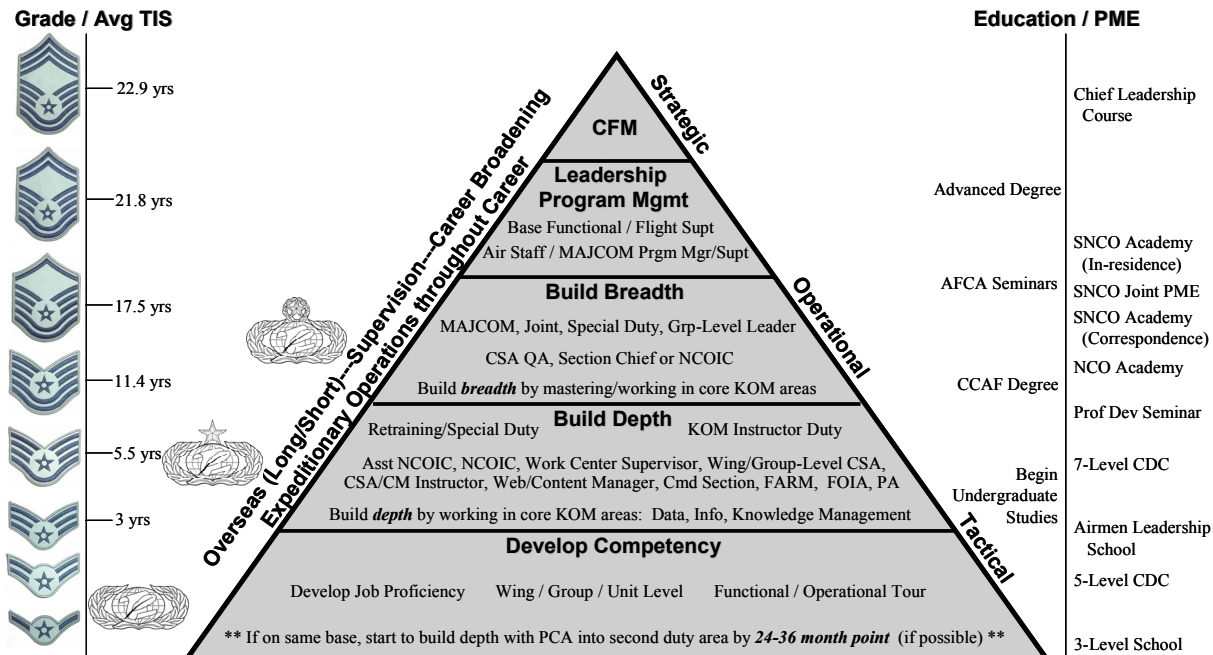 Grade / Avg TIS
Education / PME
22.9 yrs
21.8 yrs
17.5 yrs
11.4 yrs
5.5 yrs
3 yrs
Overseas (Long/Short)---Supervision---Career Broadening
Expeditionary Operations throughout Career
CFM
Leadership
Program Mgmt
Base Functional / Flight Supt
Air Staff / MAJCOM Prgm Mgr/Supt
Build Breadth
MAJCOM, Joint, Special Duty, Grp-Level Leader
CSA QA, Section Chief or NCOIC
Build breadth by mastering/working in core KOM areas
Build Depth
Retraining/Special Duty
KOM Instructor Duty
Asst NCOIC, NCOIC, Work Center Supervisor, Wing/Group-Level CSA,
CSA/CM Instructor, Web/Content Manager, Cmd Section, FARM, FOIA, PA
Build depth by working in core KOM areas: Data, Info, Knowledge Management
Develop Competency
Develop Job Proficiency
Wing / Group / Unit Level
Functional / Operational Tour
** If on same base, start to build depth with PCA into second duty area by 24-36 month point (if possible) **
Strategic
Operational
Tactical
Advanced Degree
AFCA Seminars
CCAF Degree
Begin
Undergraduate
Studies
Chief Leadership
Course
SNCO Academy
(In-residence)
SNCO Joint PME
SNCO Academy
(Correspondence)
NCO Academy
Prof Dev Seminar
7-Level CDC
Airmen Leadership
School
5-Level CDC
3-Level School